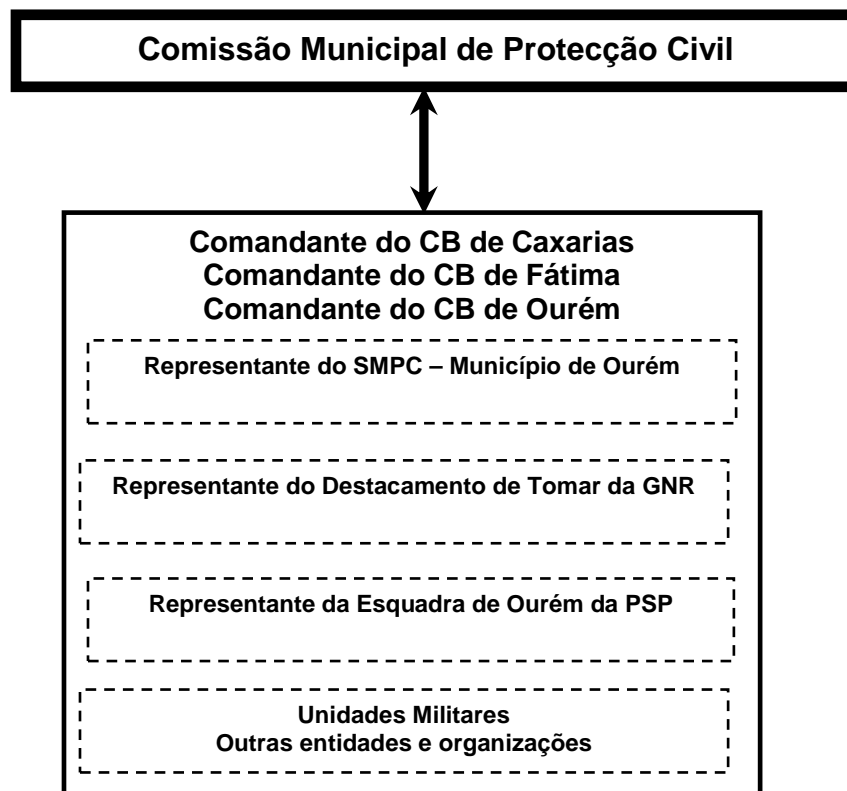 Comissão Municipal de Protecção Civil
Comandante do CB de Caxarias
Comandante do CB de Fátima
Comandante do CB de Ourém
Representante do SMPC – Município de Ourém
Representante do Destacamento de Tomar da GNR
Representante da Esquadra de Ourém da PSP
Unidades Militares
Outras entidades e organizações